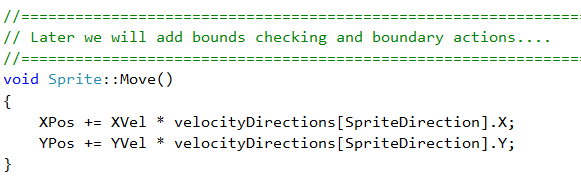 //==============================================================
// Later we will add bounds checking and boundary actions....
//==============================================================
void Sprite::Move()
{
    XPos += XVel * velocityDirections[SpriteDirection].X;
    YPos += YVel * velocityDirections[SpriteDirection].Y;
}